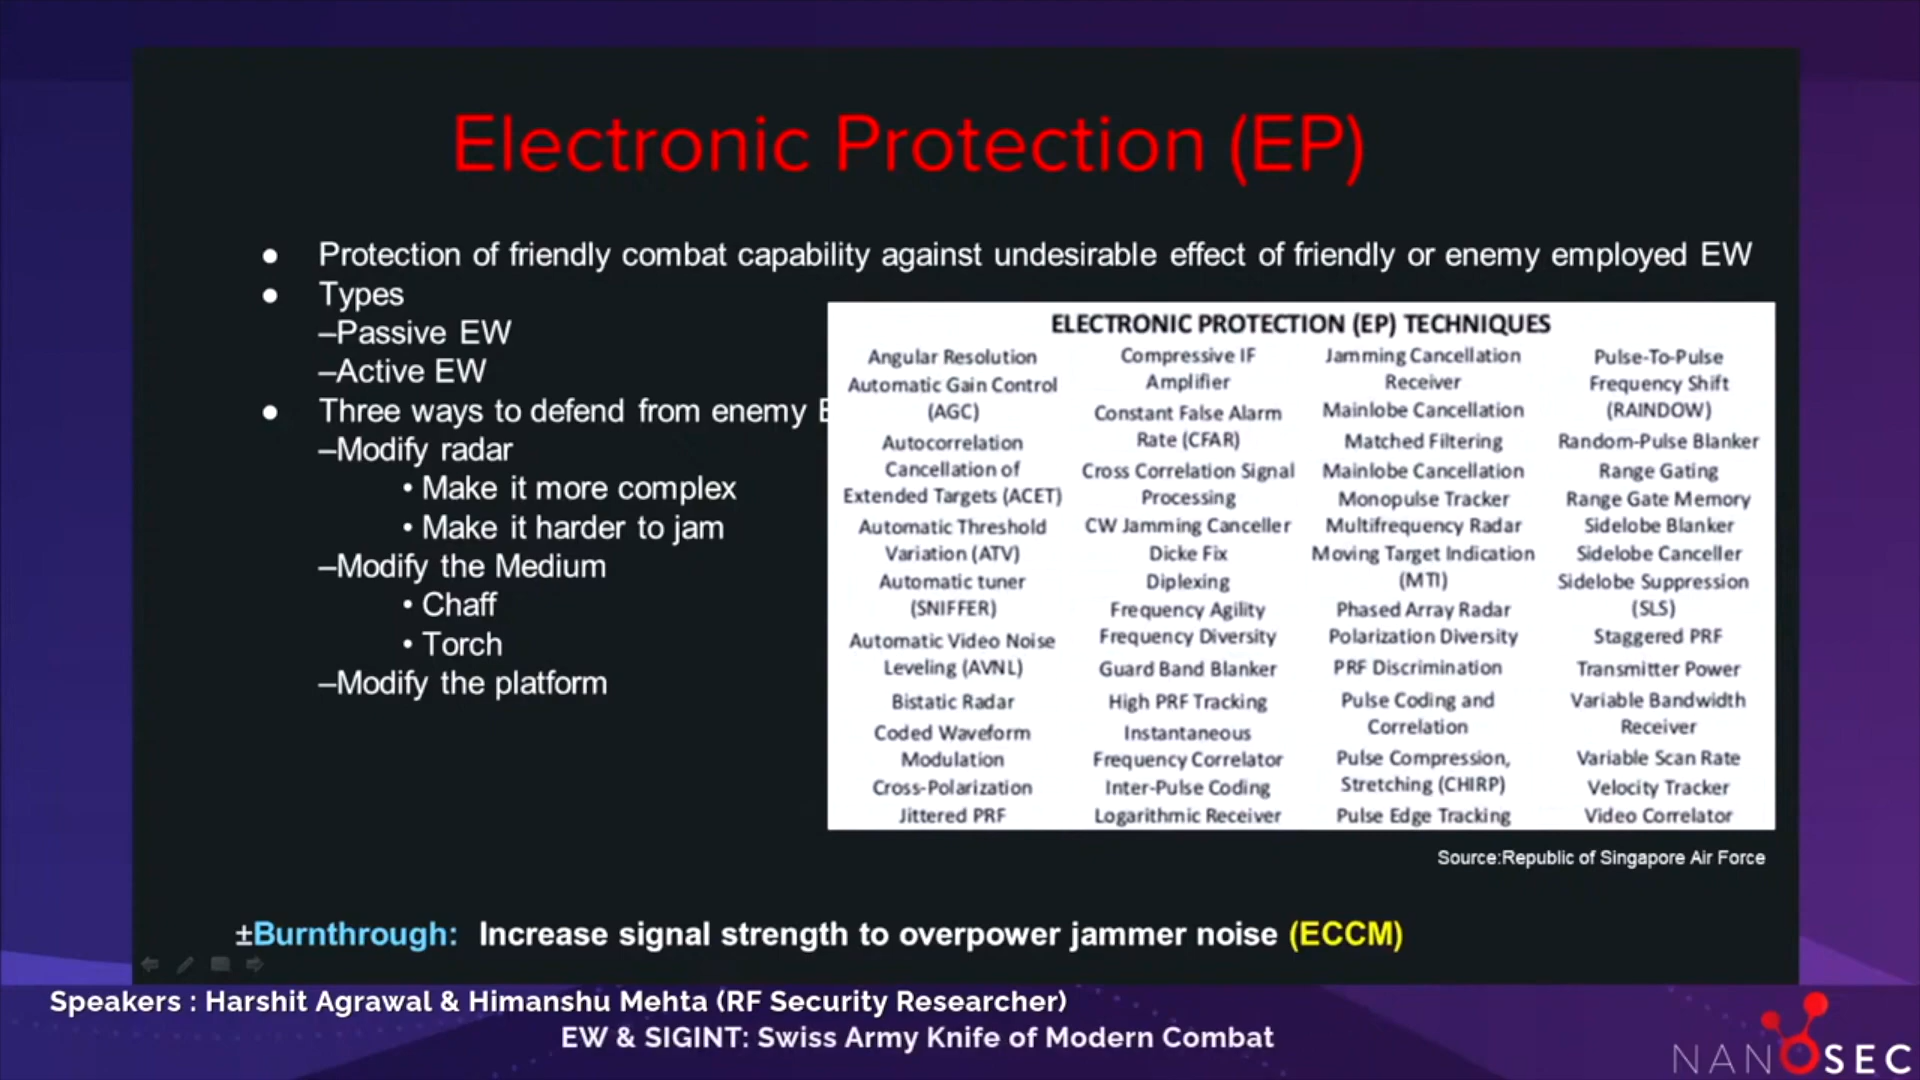 Electronic Protection (EP)
● Protection of friendly combat capability against undesirable effect of friendly or enemy employed EW
● Types
–Passive EW
–Active EW
● Three ways to defend from enemy E
–Modify radar
• Make it more complex
• Make it harder to jam
–Modify the Medium
• Chaff
• Torch
–Modify the platform
ELECTRONIC PROTECTION (EP) TECHNIQUES
Angular Resolution
Automatic Gain Control
(AGC)
Autocorrelation
Cancellation of
Extended Targets (ACET)
Automatic Threshold
Variation (ATV)
Automatic tuner
(SNIFFER)
Automatic Video Noise
Leveling (AVNL)
Bistatic Radar
Coded Waveform
Modulation
Cross-Polarization
Jittered PRF
Compressive IF
Amplifier
Constant False Alarm
Rate (CFAR)
Cross Correlation Signal
Processing
CW Jamming Canceller
Dicke Fix
Diplexing
Frequency Agility
Frequency Diversity
Guard Band Blanker
High PRF Tracking
Instantaneous
Frequency Correlator
Inter-Pulse Coding
Logarithmic Receiver
Jamming Cancellation
Receiver
Mainlobe Cancellation
Matched Filtering
Mainlobe Cancellation
Monopulse Tracker
Multifrequency Radar
Moving Target Indication
(MTI)
Phased Array Radar
Polarization Diversity
PRF Discrimination
Pulse Coding and
Correlation
Pulse Compression,
Stretching (CHIRP)
Pulse Edge Tracking
Pulse-To-Pulse
Frequency Shift
(RAINDOW)
Random-Pulse Blanker
Range Gating
Range Gate Memory
Sidelobe Blanker
Sidelobe Canceller
Sidelobe Suppression
(SLS)
Staggered PRF
Transmitter Power
Variable Bandwidth
Receiver
Variable Scan Rate
Velocity Tracker
Video Correlator
Source:Republic of Singapore Air Force
±Burnthrough: Increase signal strength to overpower jammer noise (ECCM)
Speakers : Harshit Agrawal & Himanshu Mehta (RF Security Researcher)
EW & SIGINT: Swiss Army Knife of Modern Combat
NANOSEC